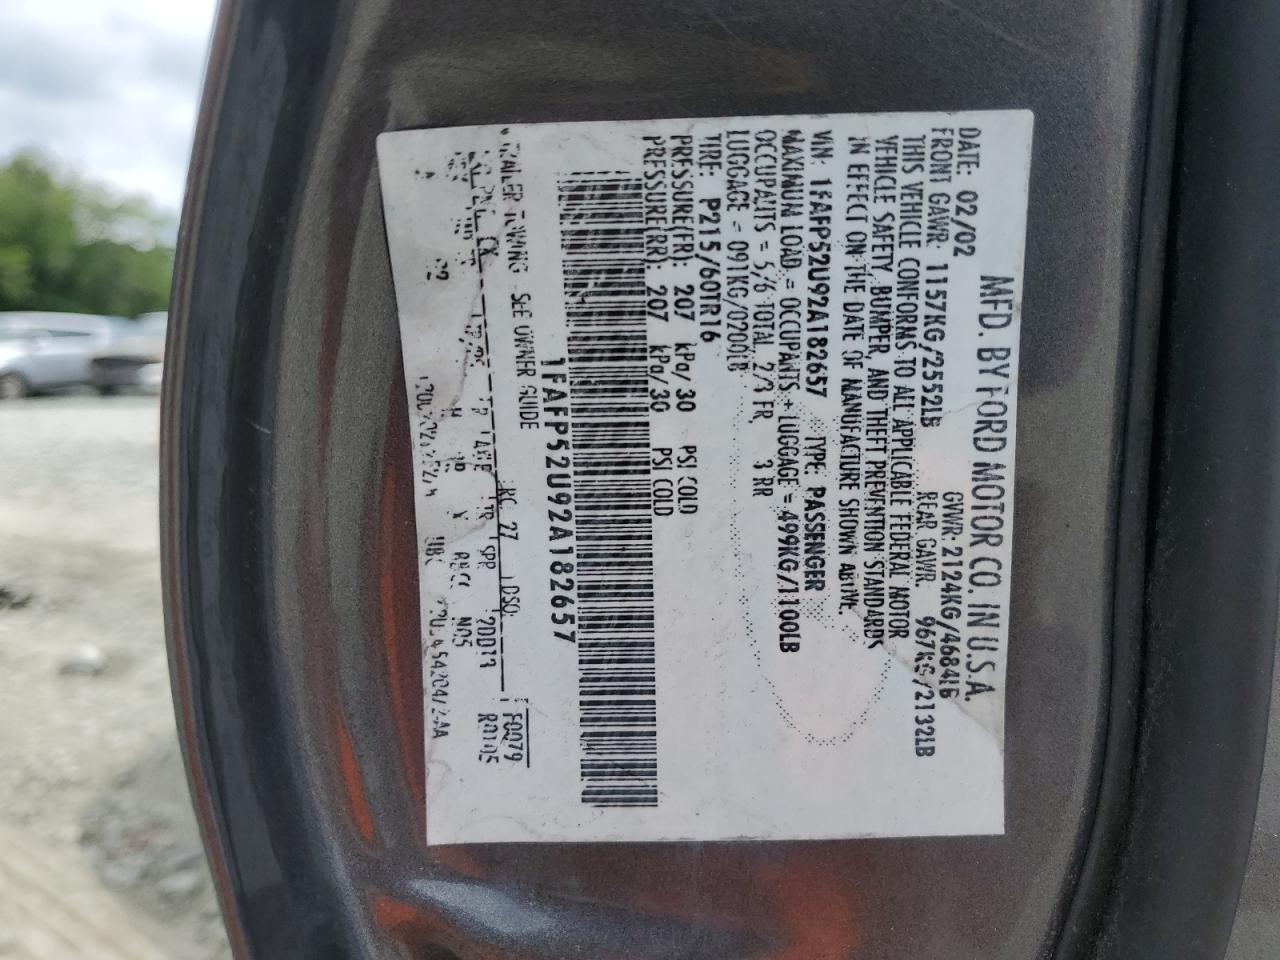 MFD. BY FORD MOTOR CO. IN U.S.A.
DATE: 02/02 GVWR: 2124KG/4684LB
FRONT GAWR: 1157KG/2552LB REAR GAWR: 967KG/2132LB
THIS VEHICLE CONFORMS TO ALL APPLICABLE FEDERAL MOTOR
VEHICLE SAFETY, BUMPER, AND THEFT PREVENTION STANDARDS
IN EFFECT ON THE DATE OF MANUFACTURE SHOWN ABOVE.
VIN: 1FAFP52U92A182657 TYPE: PASSENGER
MAXIMUM LOAD = OCCUPANTS + LUGGAGE = 499KG/1100LB
OCCUPANTS = 5/6 TOTAL 2/3 FR, 3 RR
LUGGAGE = 091KG/0200LB
TIRE: P215/60TR16
PRESSURE(FR): 207 kPa/30 PSI COLD
PRESSURE(RR): 207 kPa/30 PSI COLD
1FAFP52U92A182657
TRAILER TOWING - SEE OWNER GUIDE
RC: 27 DSO: F0079